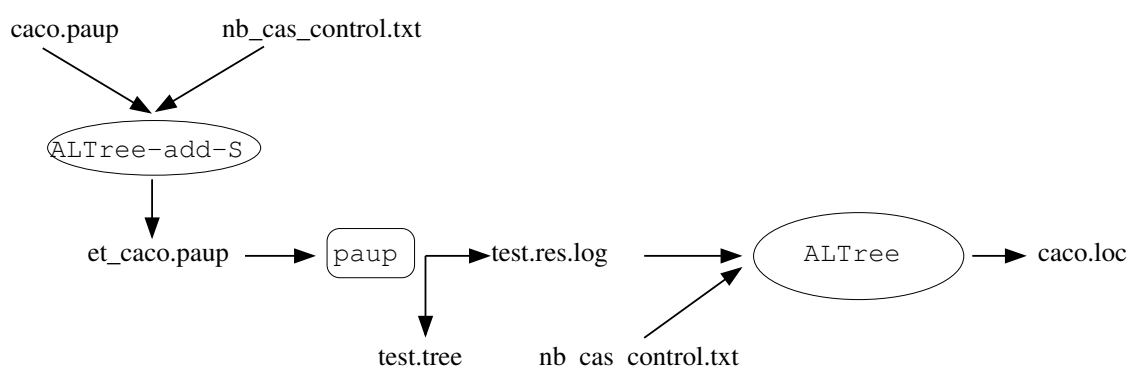 caco.paup nb_cas_control.txt
ALTree-add-S
et_caco.paup paup test.res.log ALTree caco.loc
test.tree nb_cas_control.txt